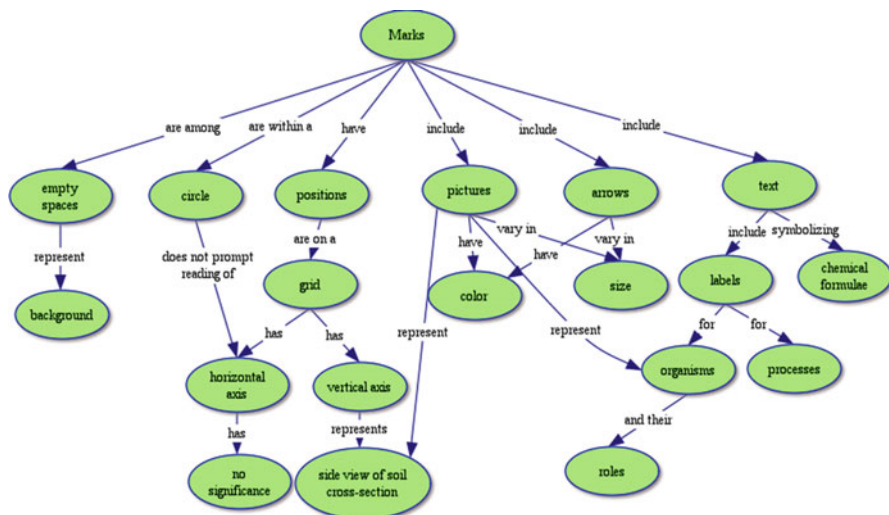 Marks
are among
are within a
have
include
include
include
empty
spaces
circle
positions
pictures
arrows
text
represent
does not prompt
reading of
are on a
have
vary in
have
vary in
include
symbolizing
background
grid
color
size
labels
chemical
formulae
has
has
represent
represent
for
for
horizontal
axis
vertical axis
organisms
processes
has
represents
and their
no
significance
side view of soil
cross-section
roles